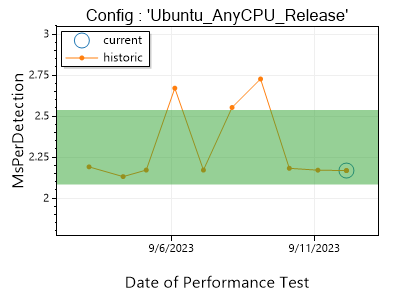 Config : 'Ubuntu_AnyCPU_Release'
current
historic
3
2.75
2.5
2.25
2
MsPerDetection
9/6/2023
9/11/2023
Date of Performance Test